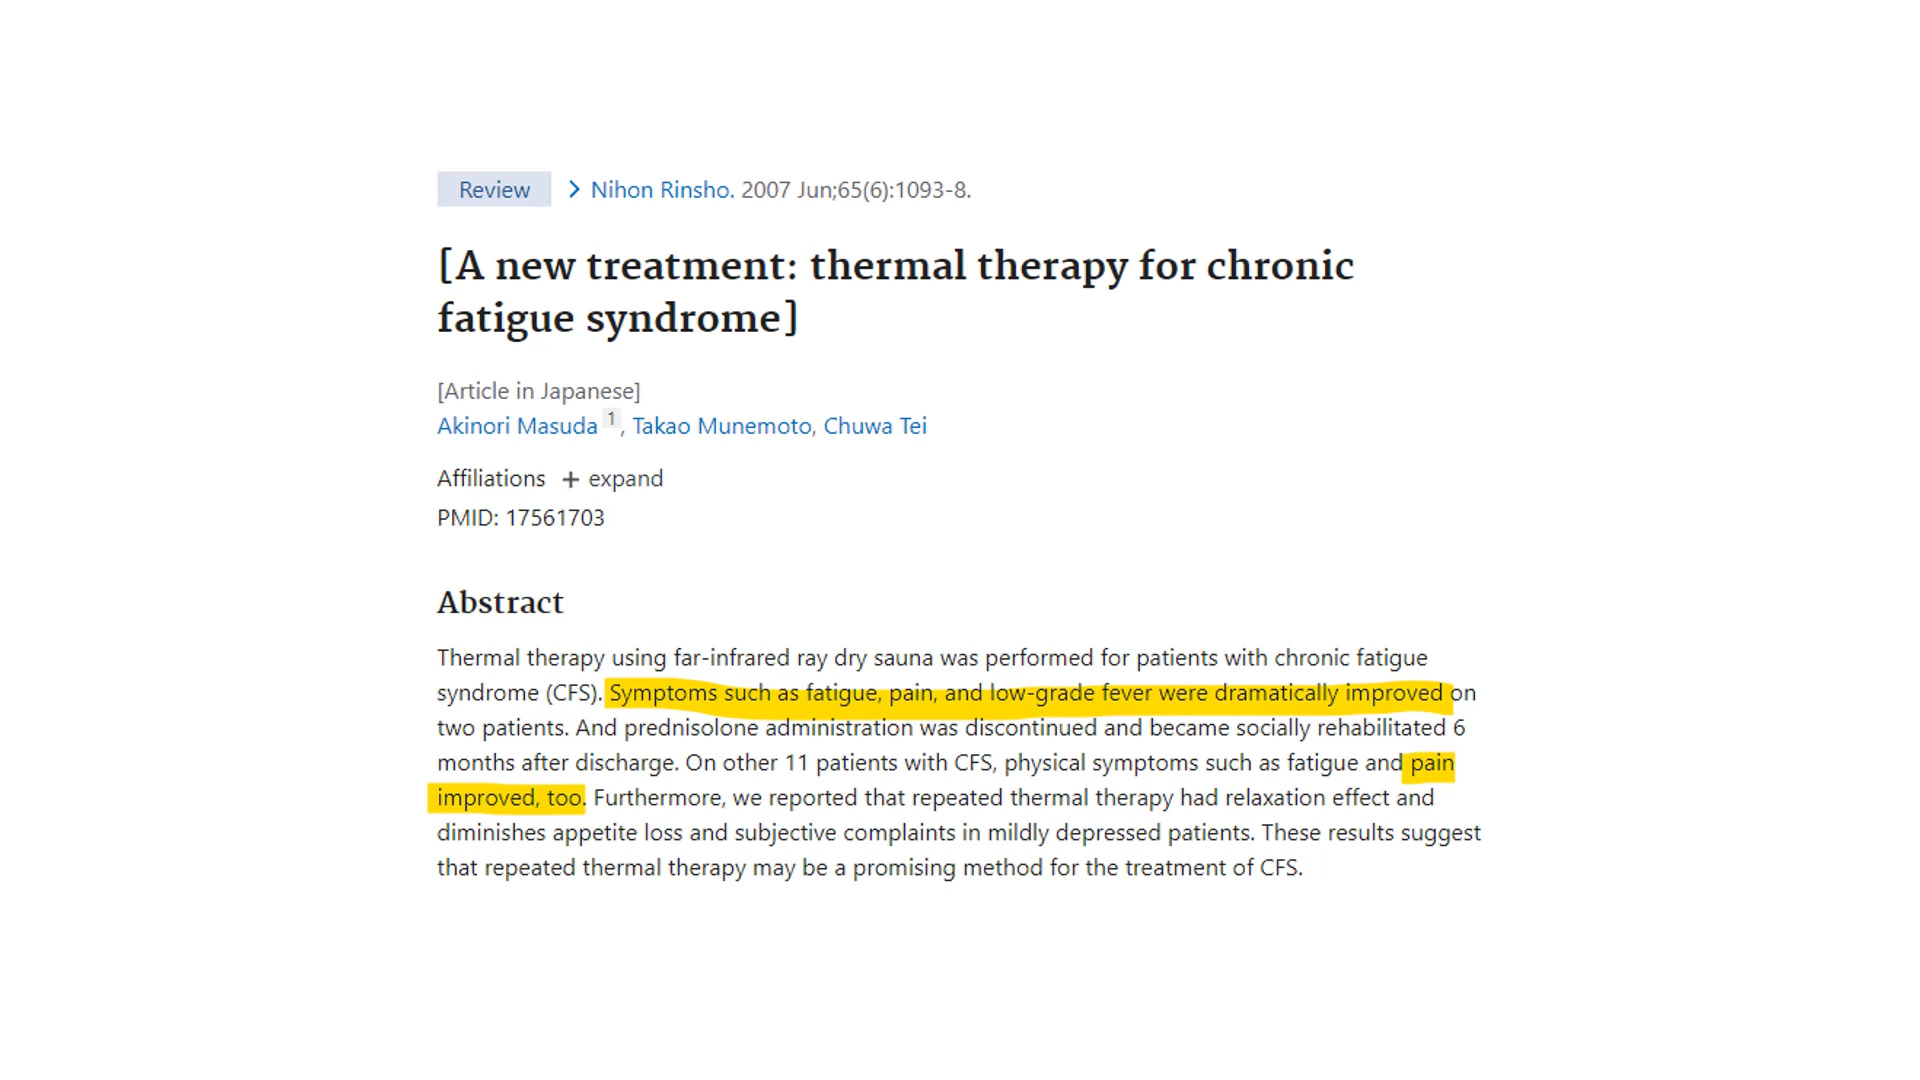 Review > Nihon Rinsho. 2007 Jun;65(6):1093-8.
[A new treatment: thermal therapy for chronic
fatigue syndrome]
[Article in Japanese]
Akinori Masuda 1, Takao Munemoto, Chuwa Tei
Affiliations + expand
PMID: 17561703
Abstract
Thermal therapy using far-infrared ray dry sauna was performed for patients with chronic fatigue
syndrome (CFS). Symptoms such as fatigue, pain, and low-grade fever were dramatically improved on
two patients. And prednisolone administration was discontinued and became socially rehabilitated 6
months after discharge. On other 11 patients with CFS, physical symptoms such as fatigue and pain
improved, too. Furthermore, we reported that repeated thermal therapy had relaxation effect and
diminishes appetite loss and subjective complaints in mildly depressed patients. These results suggest
that repeated thermal therapy may be a promising method for the treatment of CFS.